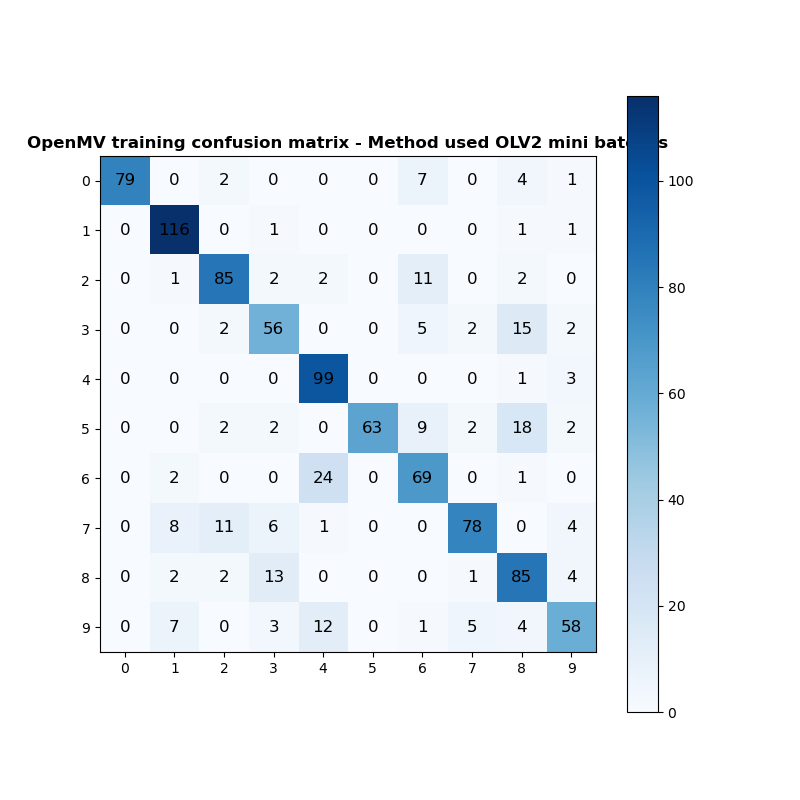 OpenMV training confusion matrix - Method used OLV2 mini batches
0 79 0 2 0 0 0 7 0 4 1
1 0 116 0 1 0 0 0 0 1 1
2 0 1 85 2 2 0 11 0 2 0
3 0 0 2 56 0 0 5 2 15 2
4 0 0 0 0 99 0 0 0 1 3
5 0 0 2 2 0 63 9 2 18 2
6 0 2 0 0 24 0 69 0 1 0
7 0 8 11 6 1 0 0 78 0 4
8 0 2 2 13 0 0 0 1 85 4
9 0 7 0 3 12 0 1 5 4 58
0 1 2 3 4 5 6 7 8 9
100
80
60
40
20
0